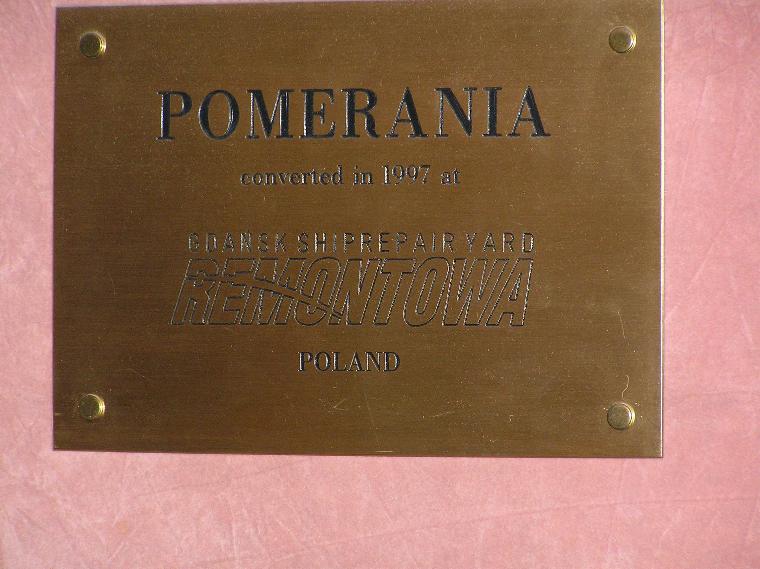 POMERANIA
converted in 1997 at
GDANSK SHIPREPAIR YARD
REMONTOWA
POLAND